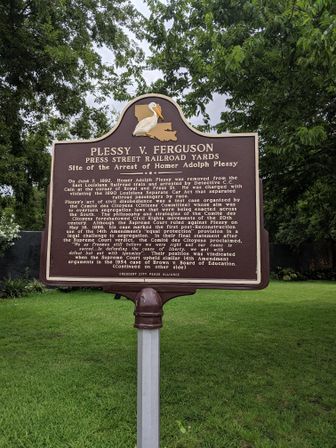 PLESSY V. FERGUSON
PRESS STREET RAILROAD YARDS
Site of the Arrest of Homer Adolph Plessy
On June 7, 1892, Homer Adolph Plessy was removed from the
East Louisiana Railroad train and arrested by Detective C.C.
Cain at the corner of Royal and Press St. He was charged with
violating the 1890 Louisiana Separate Car Act that separated
railroad passengers by race.
Plessy's act of civil disobedience was a test case organized by
the Comité des Citoyens (Citizens' Committee) whose aim was
to overturn segregation laws that were being enacted across
the South. The philosophy and strategies of the Comité des
Citoyens foreshadowed Civil Rights movements of the 20th
century. Although the Supreme Court ruled against Plessy on
May 18, 1896, his case marked the first post-Reconstruction
use of the 14th Amendment's "equal protection" provision in a
legal challenge to segregation. In their final statement after
the Supreme Court verdict, the Comité des Citoyens proclaimed,
"We as Freemen still believe we were right and our cause is
sacred. In defending the cause of liberty, we met with
defeat but not with ignominy." Their position was vindicated
when the Supreme Court upheld similar 14th Amendment
arguments in the 1954 case of Brown v. Board of Education.
(Continued on other side)
CRESCENT CITY PEACE ALLIANCE